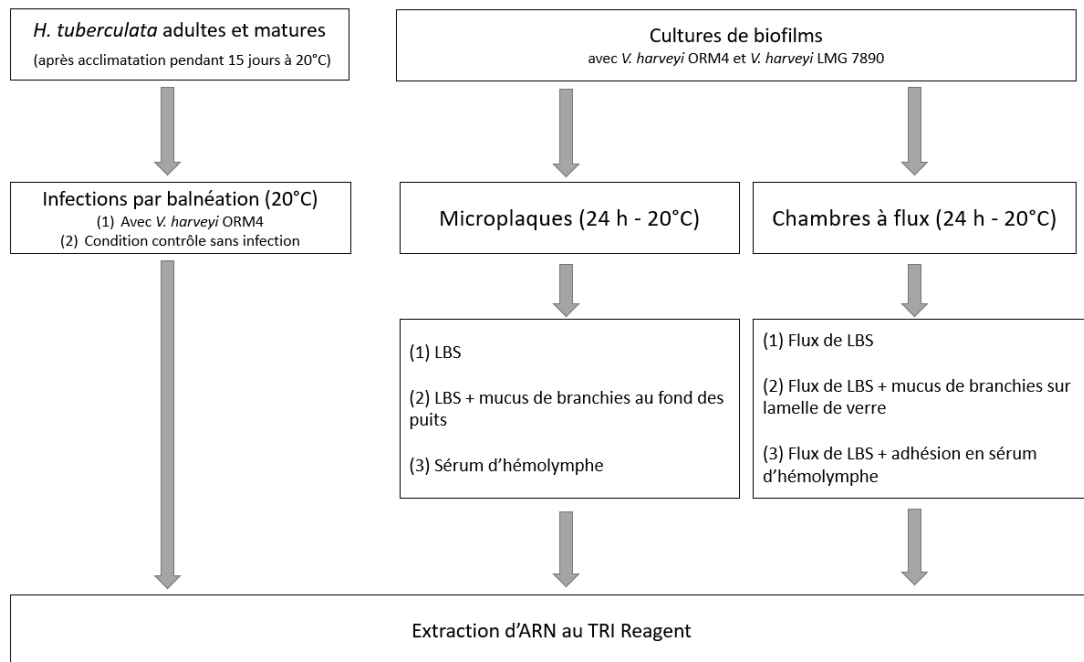 H. tuberculata adultes et matures
(après acclimatation pendant 15 jours à 20°C)
Cultures de biofilms
avec V. harveyi ORM4 et V. harveyi LMG 7890
Infections par balnéation (20°C)
(1) Avec V. harveyi ORM4
(2) Condition contrôle sans infection
Microplaques (24 h - 20°C)
Chambres à flux (24 h - 20°C)
(1) LBS
(2) LBS + mucus de branchies au fond des
puits
(3) Sérum d’hémolymphe
(1) Flux de LBS
(2) Flux de LBS + mucus de branchies sur
lamelle de verre
(3) Flux de LBS + adhésion en sérum
d’hémolymphe
Extraction d’ARN au TRI Reagent